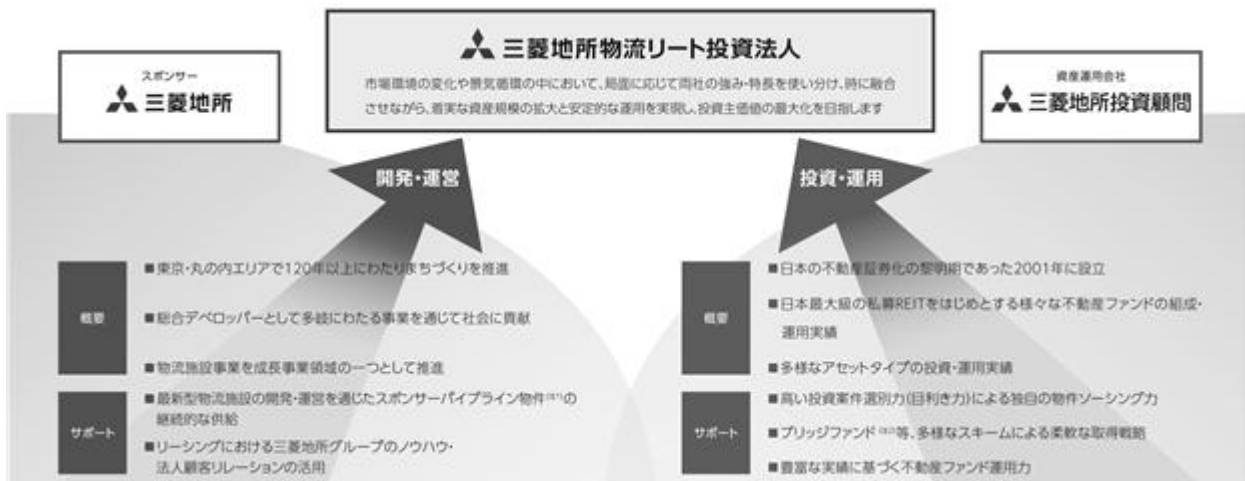 三菱地所物流リート投資法人
市場環境の変化や景気循環の中において、局面に応じて両社の強み・特長を使い分け、時に融合
させながら、着実な資産規模の拡大と安定的な運用を実現し、投資主価値の最大化を目指します
スポンサー
三菱地所
資産運用会社
三菱地所投資顧問
開発・運営
投資・運用
概要
■東京・丸の内エリアで120年以上にわたりまちづくりを推進
■総合デベロッパーとして多岐にわたる事業を通じて社会に貢献
■物流施設事業を成長事業領域の一つとして推進
サポート
■最新型物流施設の開発・運営を通じたスポンサーパイプライン物件(注1)の
継続的な供給
■リーシングにおける三菱地所グループのノウハウ・
法人顧客リレーションの活用
概要
■日本の不動産証券化の黎明期であった2001年に設立
■日本最大級の私募REITをはじめとする様々な不動産ファンドの組成・
運用実績
■多様なアセットタイプの投資・運用実績
サポート
■高い投資案件選別力(目利き力)による独自の物件ソーシング力
■ブリッジファンド(注2)等、多様なスキームによる柔軟な取得戦略
■豊富な実績に基づく不動産ファンド運用力